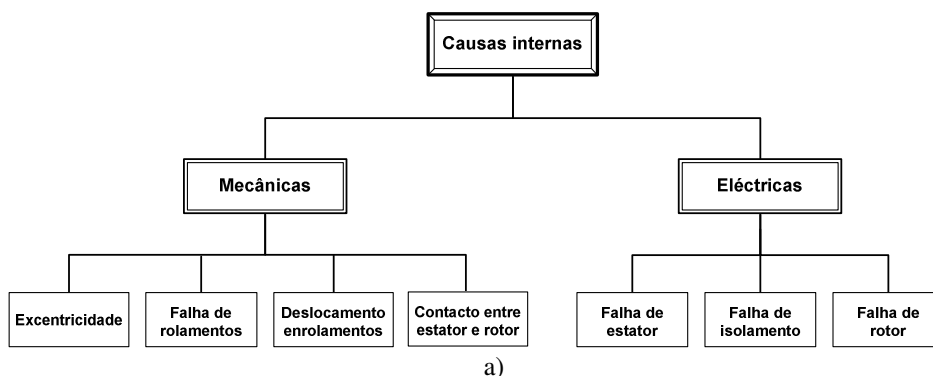 Causas internas
Mecânicas
Eléctricas
Excentricidade
Falha de
rolamentos
Deslocamento
enrolamentos
Contacto entre
estator e rotor
Falha de
estator
Falha de
isolamento
Falha de
rotor
a)